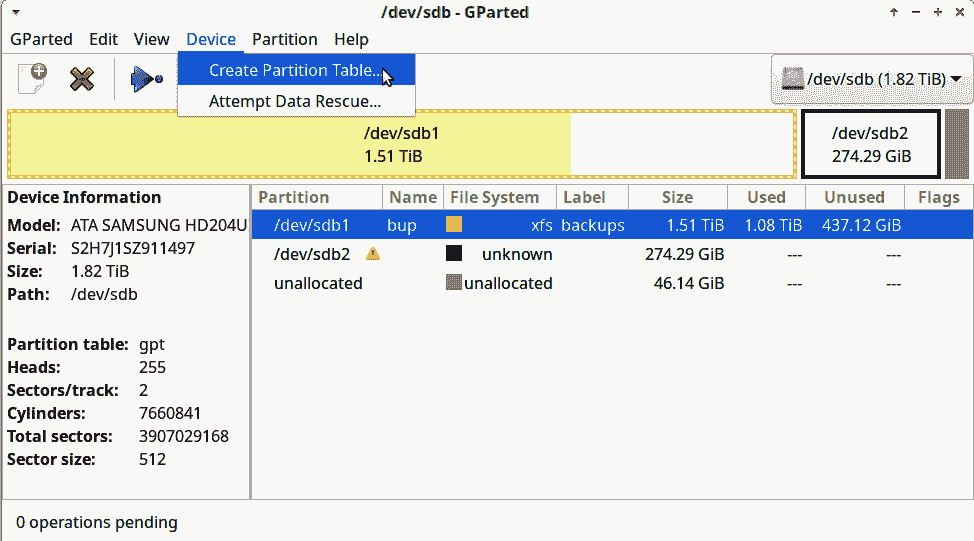 /dev/sdb - GParted
GParted Edit View Device Partition Help
Create Partition Table...
Attempt Data Rescue...
/dev/sdb (1.82 TiB)
/dev/sdb1
1.51 TiB
/dev/sdb2
274.29 GiB
Device Information
Model: ATA SAMSUNG HD204U
Serial: S2H7J1SZ911497
Size: 1.82 TiB
Path: /dev/sdb
Partition table: gpt
Heads: 255
Sectors/track: 2
Cylinders: 7660841
Total sectors: 3907029168
Sector size: 512
Partition Name File System Label Size Used Unused Flags
/dev/sdb1 bup xfs backups 1.51 TiB 1.08 TiB 437.12 GiB
/dev/sdb2 unknown 274.29 GiB --- ---
unallocated unallocated 46.14 GiB --- ---
0 operations pending